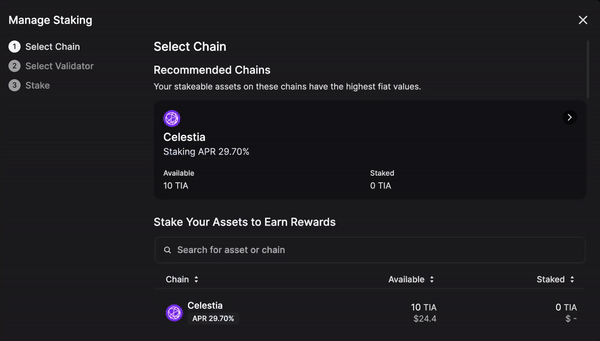 Manage Staking
1 Select Chain
2 Select Validator
3 Stake
Select Chain
Recommended Chains
Your stakeable assets on these chains have the highest fiat values.
Celestia
Staking APR 29.70%
Available Staked
10 TIA 0 TIA
Stake Your Assets to Earn Rewards
Search for asset or chain
Chain Available Staked
Celestia 10 TIA 0 TIA
APR 29.70% $24.4 $ -